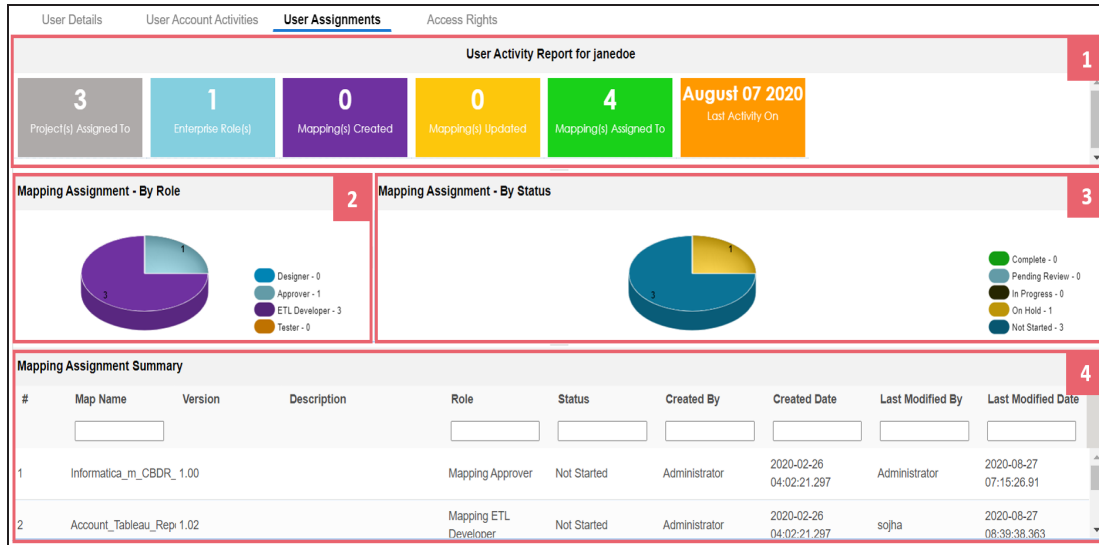 User Details User Account Activities User Assignments Access Rights
User Activity Report for janedoe
1
3 1 0 0 4 August 07 2020
Project(s) Assigned To Enterprise Role(s) Mapping(s) Created Mapping(s) Updated Mapping(s) Assigned To Last Activity On
Mapping Assignment - By Role
2
1
3
Designer - 0
Approver - 1
ETL Developer - 3
Tester - 0
Mapping Assignment - By Status
3
1
3
Complete - 0
Pending Review - 0
In Progress - 0
On Hold - 1
Not Started - 3
Mapping Assignment Summary
4
# Map Name Version Description Role Status Created By Created Date Last Modified By Last Modified Date
1 Informatica_m_CBDR_ 1.00 Mapping Approver Not Started Administrator 2020-02-26 04:02:21.297 Administrator 2020-08-27 07:15:26.91
2 Account_Tableau_Rep 1.02 Mapping ETL Developer Not Started Administrator 2020-02-26 04:02:21.297 sojha 2020-08-27 08:39:38.363